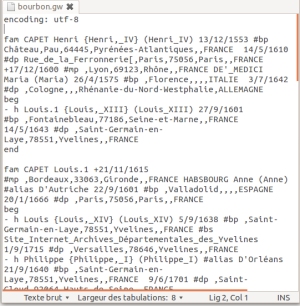 bourgon.gw ×
encoding: utf-8
fam CAPET Henri {Henri,_IV} (Henri_IV) 13/12/1553 #bp
Château,Pau,64445,Pyrénées-Atlantiques,,FRANCE 14/5/1610
#dp Rue_de_la_Ferronnerie[,Paris,75056,Paris,,FRANCE
+17/12/1600 #mp ,Lyon,69123,Rhône,,FRANCE DE'_MEDICI
Maria (Maria) 26/4/1575 #bp ,Florence,,,,ITALIE 3/7/1642
#dp ,Cologne,,,Rhénanie-du-Nord-Westphalie,ALLEMAGNE
beg
- h Louis.1 {Louis,_XIII} (Louis_XIII) 27/9/1601
#bp ,Fontainebleau,77186,Seine-et-Marne,,FRANCE
14/5/1643 #dp ,Saint-Germain-en-
Laye,78551,Yvelines,,FRANCE
end
fam CAPET Louis.1 +21/11/1615
#mp ,Bordeaux,33063,Gironde,,FRANCE HABSBOURG Anne (Anne)
#alias D'Autriche 22/9/1601 #bp ,Valladolid,,,,ESPAGNE
20/1/1666 #dp ,Paris,75056,Paris,,FRANCE
beg
- h Louis {Louis,_XIV} (Louis_XIV) 5/9/1638 #bp ,Saint-
Germain-en-Laye,78551,Yvelines,,FRANCE #bs
Site_Internet_Archives_Départementales_des_Yvelines
1/9/1715 #dp ,Versailles,78646,Yvelines,,FRANCE
- h Philippe {Philippe,_I} (Philippe_I) #alias D'Orléans
21/9/1640 #bp ,Saint-Germain-en-
Laye,78551,Yvelines,,FRANCE 9/6/1701 #dp ,Saint-
Cloud,92064,Hauts-de-Seine,,FRANCE
Texte brut Largeur des tabulations: 8 Lig 2, Col 1 INS